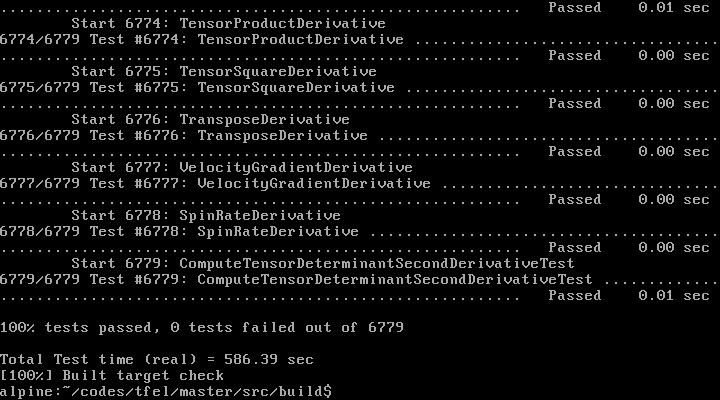 ..........................................................   Passed    0.01 sec
        Start 6774: TensorProductDerivative
6774/6779 Test #6774: TensorProductDerivative ..................................
..........................................................   Passed    0.00 sec
        Start 6775: TensorSquareDerivative
6775/6779 Test #6775: TensorSquareDerivative ...................................
..........................................................   Passed    0.00 sec
        Start 6776: TransposeDerivative
6776/6779 Test #6776: TransposeDerivative ......................................
..........................................................   Passed    0.00 sec
        Start 6777: VelocityGradientDerivative
6777/6779 Test #6777: VelocityGradientDerivative ...............................
..........................................................   Passed    0.00 sec
        Start 6778: SpinRateDerivative
6778/6779 Test #6778: SpinRateDerivative .......................................
..........................................................   Passed    0.00 sec
        Start 6779: ComputeTensorDeterminantSecondDerivativeTest
6779/6779 Test #6779: ComputeTensorDeterminantSecondDerivativeTest .............
..........................................................   Passed    0.01 sec

100% tests passed, 0 tests failed out of 6779

Total Test time (real) = 586.39 sec
[100%] Built target check
alpine:~/codes/tfel/master/src/build$